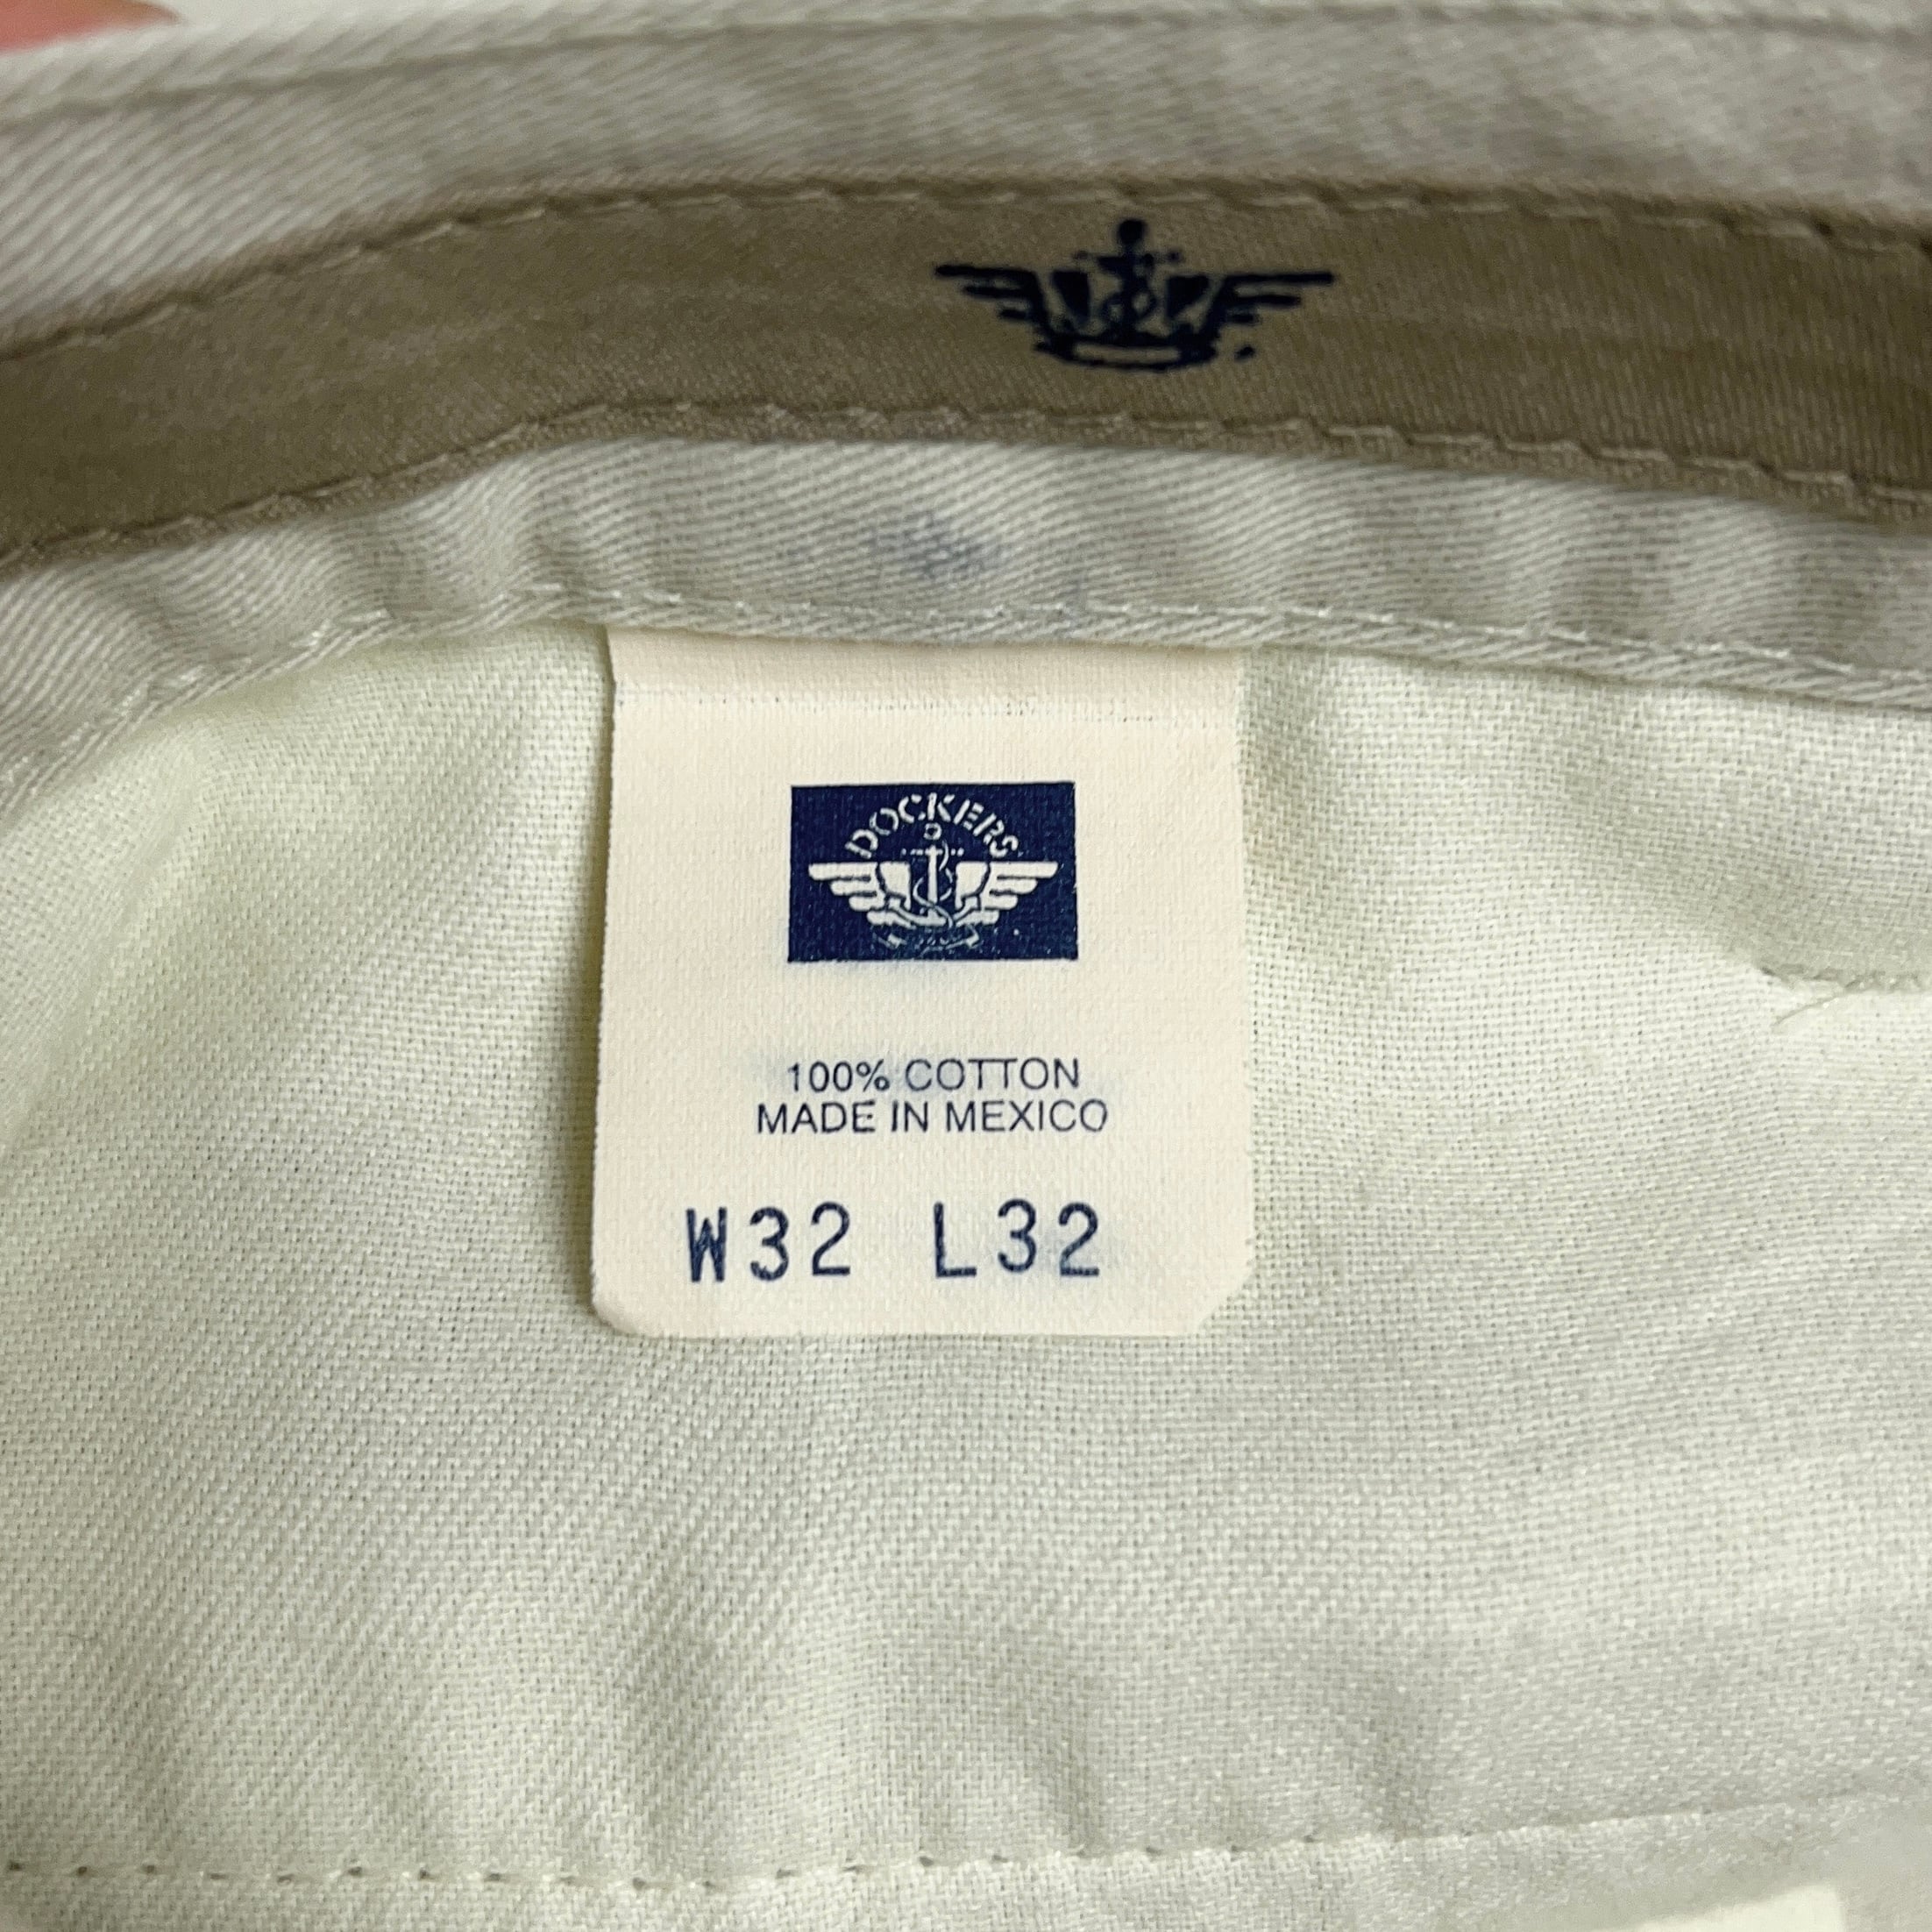 DOCKERS
100% COTTON
MADE IN MEXICO
W32 L32